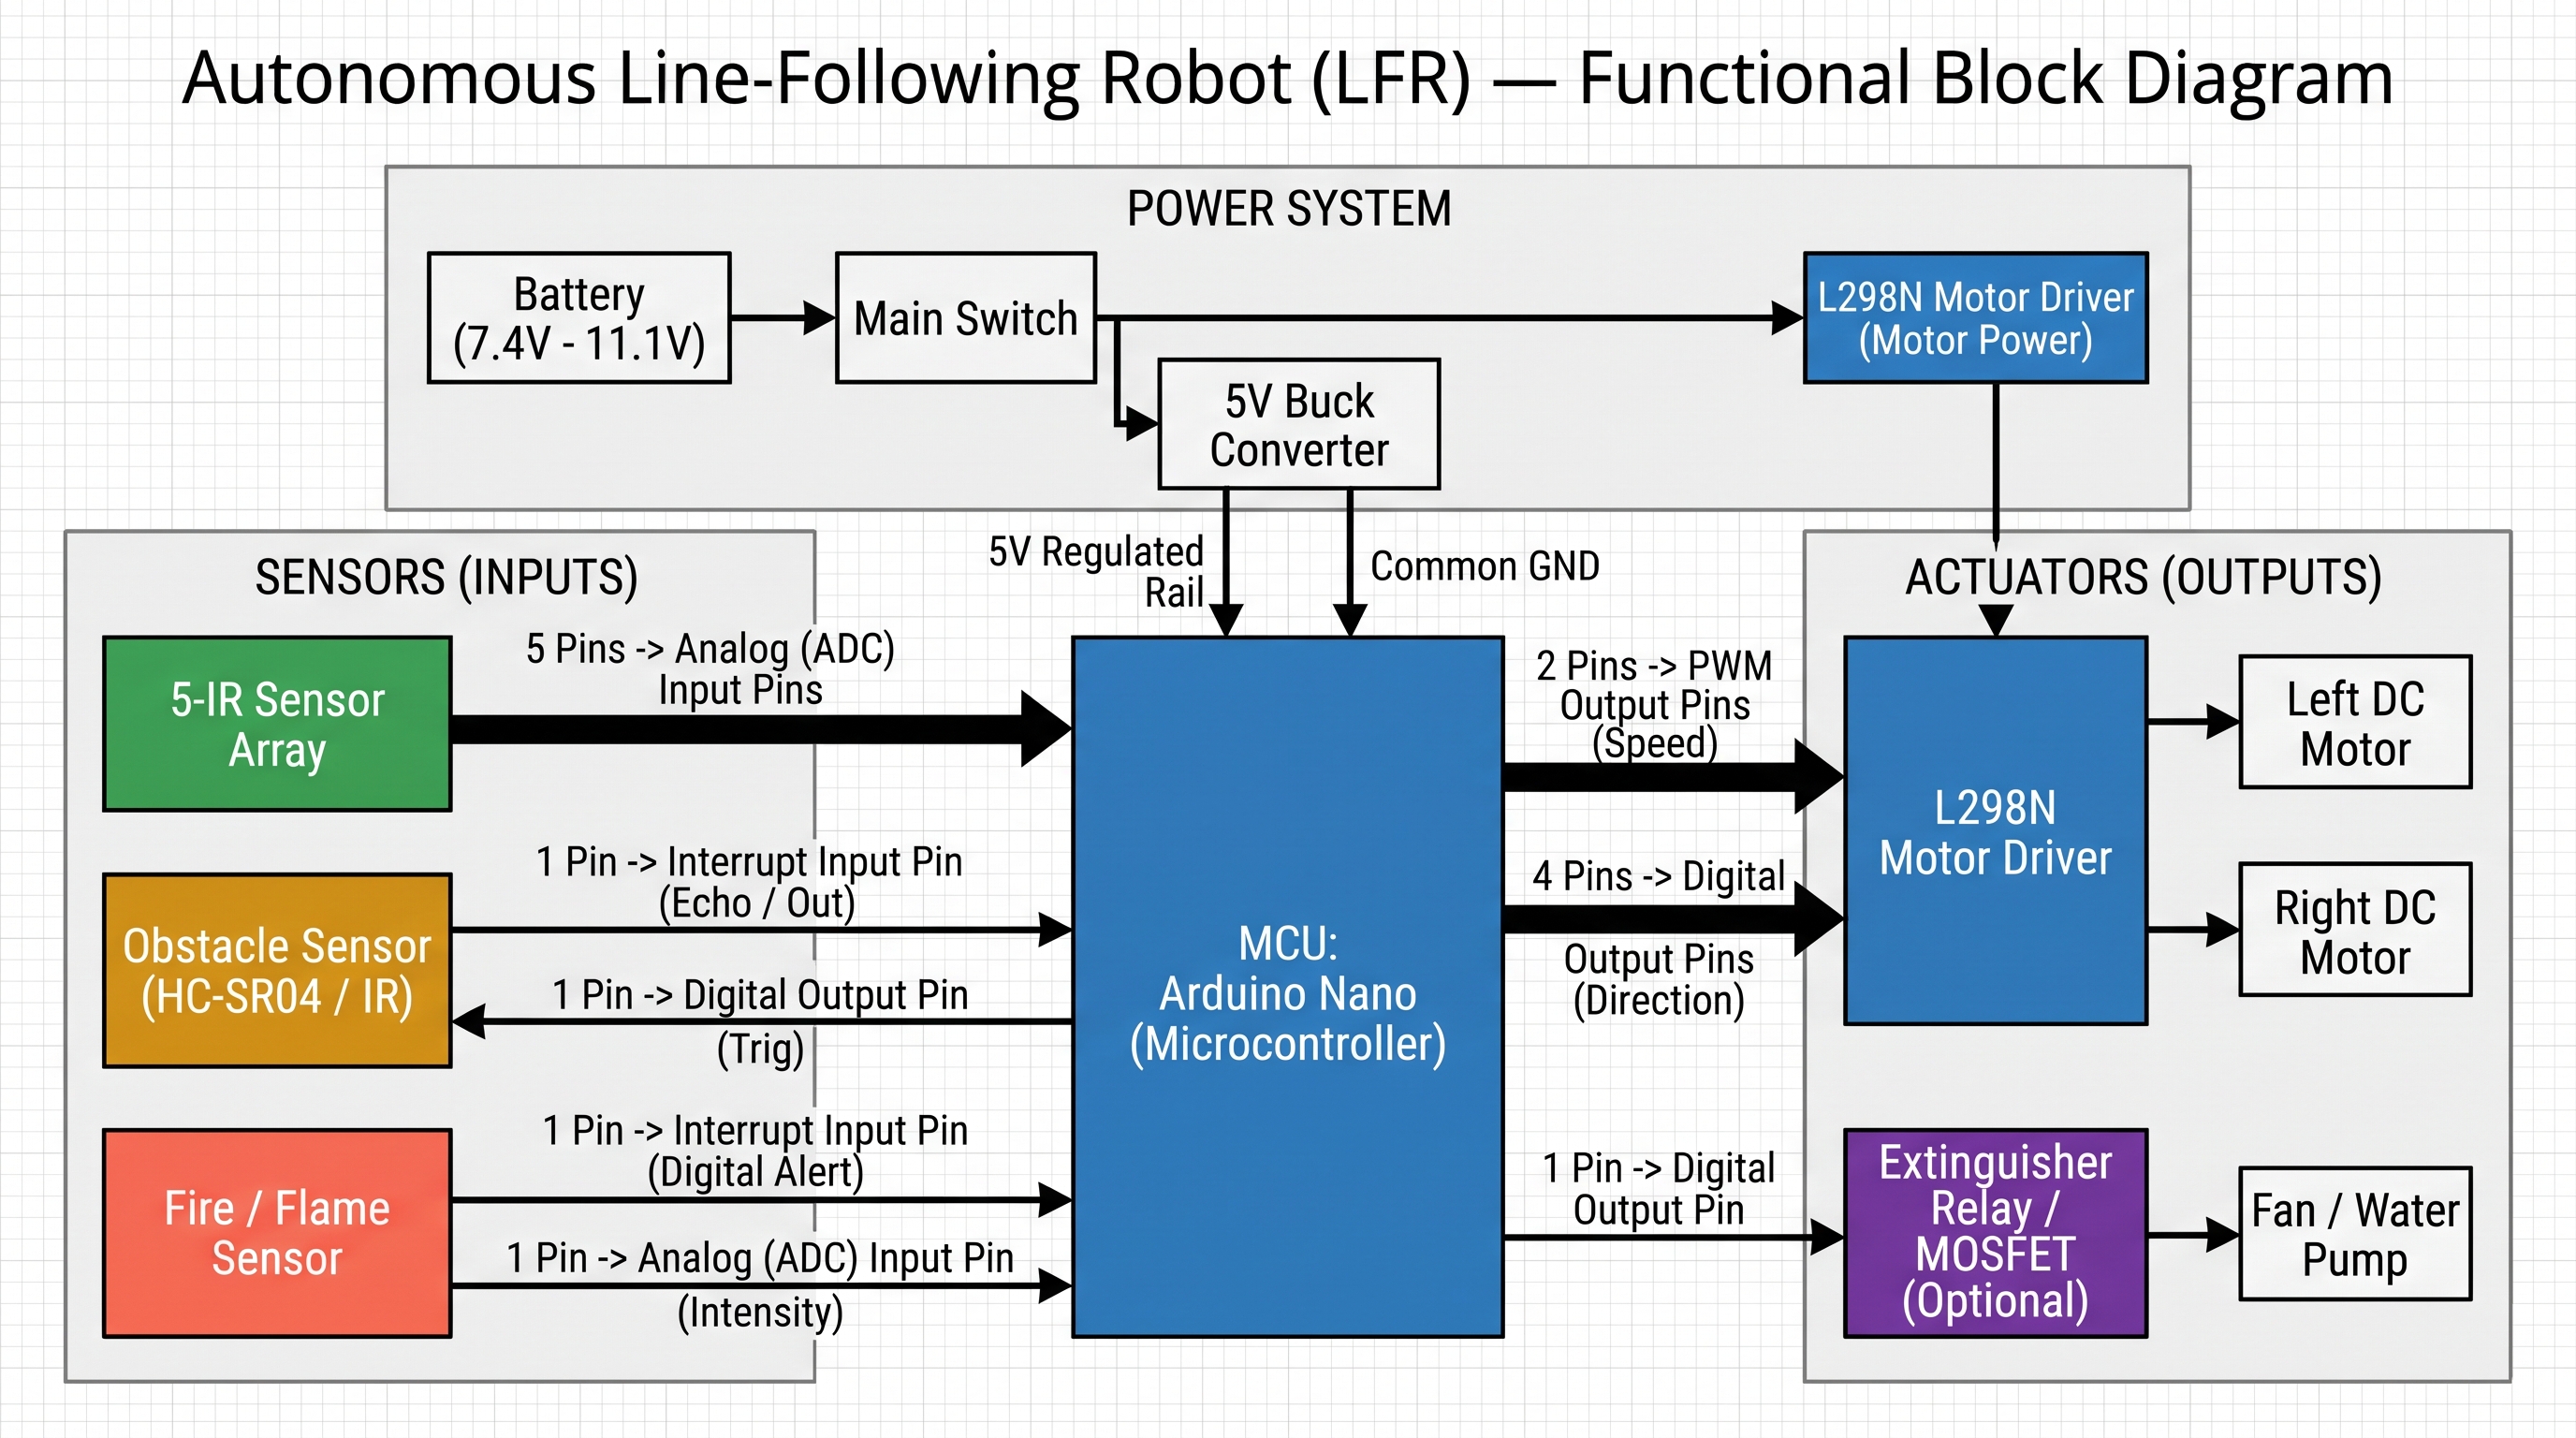 Autonomous Line-Following Robot (LFR) — Functional Block Diagram
POWER SYSTEM
Battery
(7.4V - 11.1V)
Main Switch
L298N Motor Driver
(Motor Power)
5V Buck
Converter
5V Regulated
Rail
Common GND
SENSORS (INPUTS)
5-IR Sensor
Array
5 Pins -> Analog (ADC)
Input Pins
Obstacle Sensor
(HC-SR04 / IR)
1 Pin -> Interrupt Input Pin
(Echo / Out)
1 Pin -> Digital Output Pin
(Trig)
Fire / Flame
Sensor
1 Pin -> Interrupt Input Pin
(Digital Alert)
1 Pin -> Analog (ADC) Input Pin
(Intensity)
MCU:
Arduino Nano
(Microcontroller)
2 Pins -> PWM
Output Pins
(Speed)
4 Pins -> Digital
Output Pins
(Direction)
1 Pin -> Digital
Output Pin
ACTUATORS (OUTPUTS)
L298N
Motor Driver
Left DC
Motor
Right DC
Motor
Extinguisher
Relay /
MOSFET
(Optional)
Fan / Water
Pump